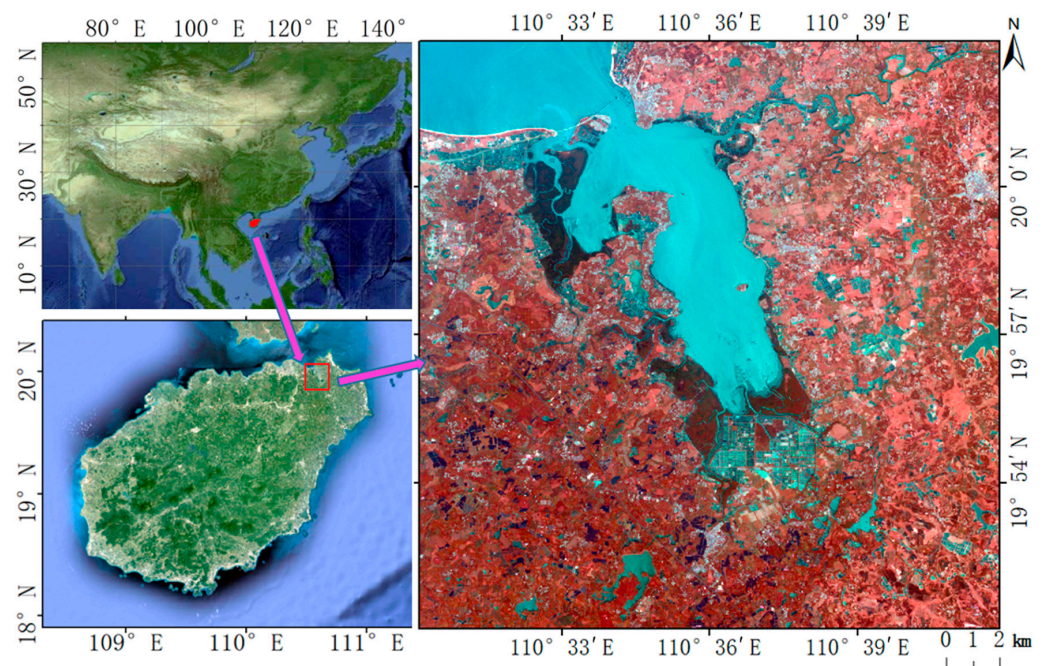 80° E 100° E 120° E 140°
50° N
30° N
10° N
20° N
19° N
18° N
109° E 110° E 111° E
110° 33′ E 110° 36′ E 110° 39′ E
N
20° 0′ N
19° 57′ N
19° 54′ N
110° 33′ E 110° 36′ E 110° 39′ E
0 1 2 km